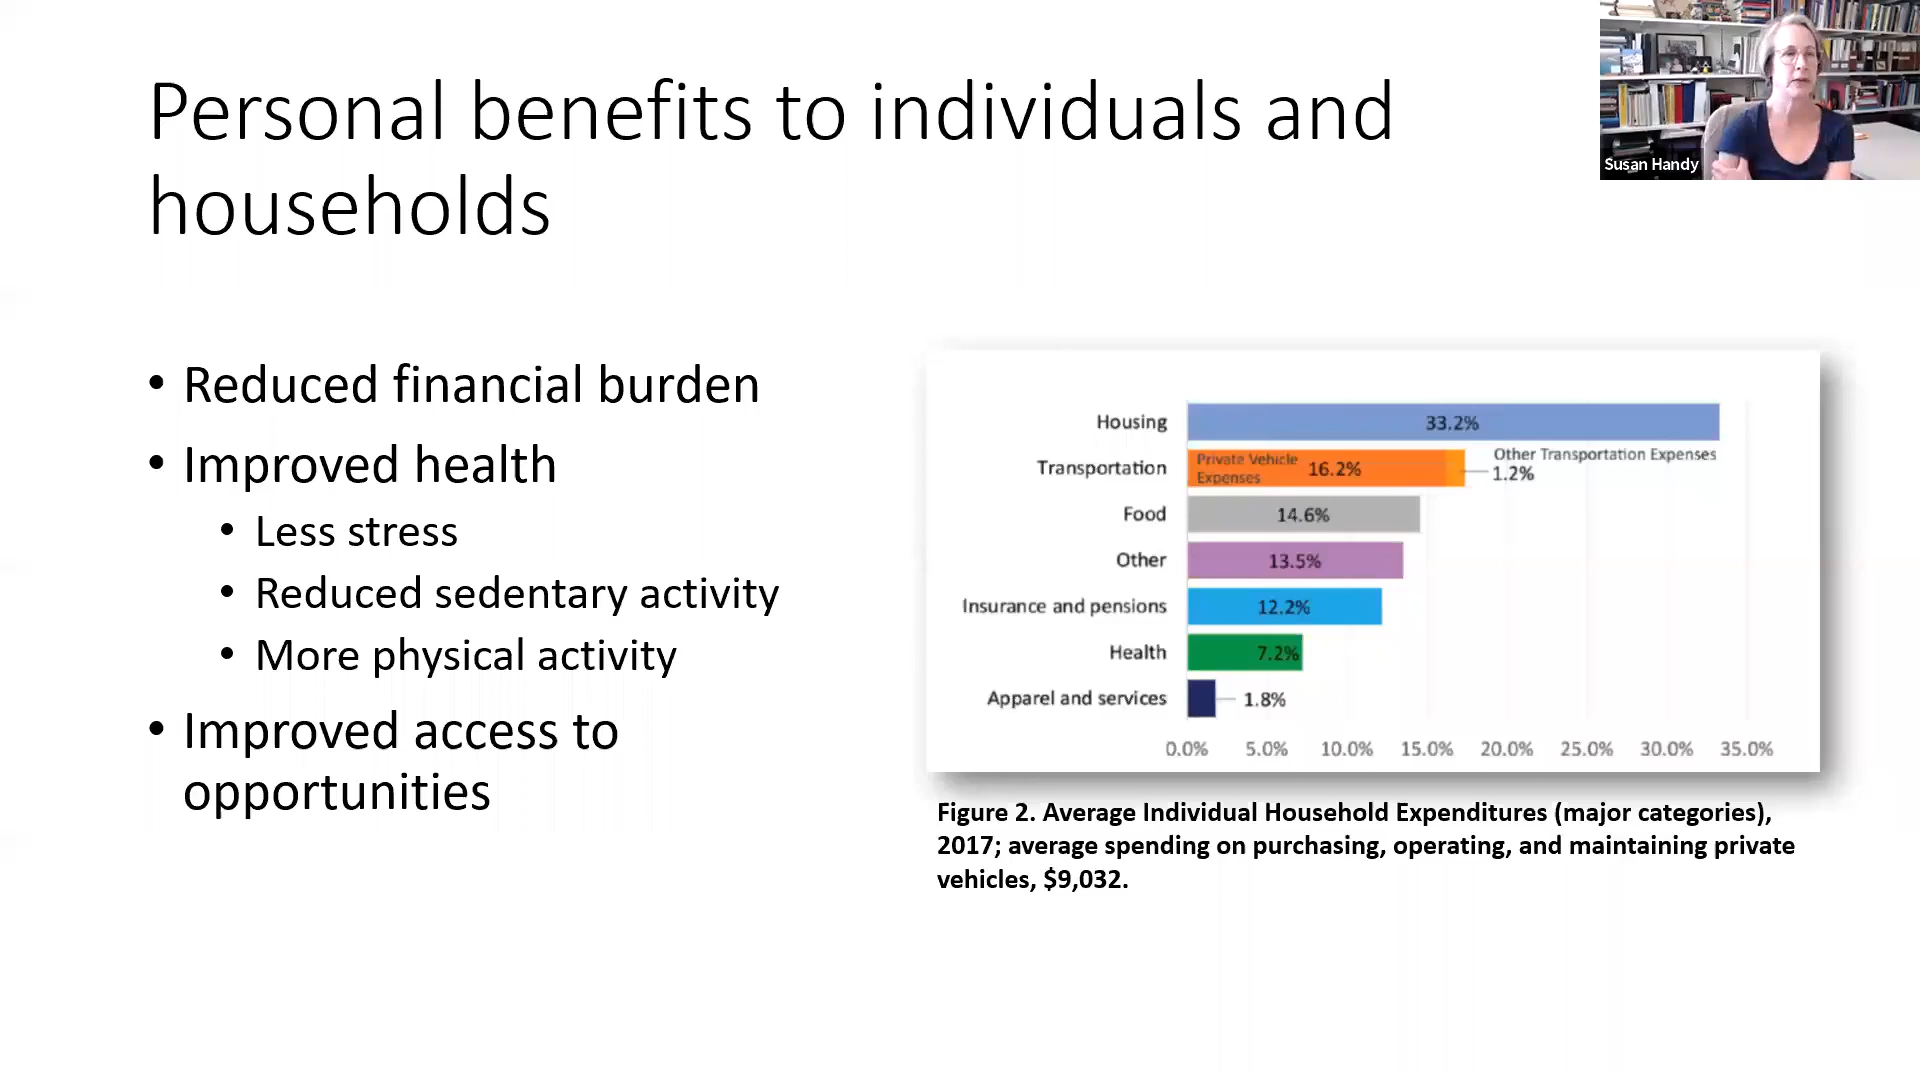 Personal benefits to individuals and
households
Susan Handy
• Reduced financial burden
• Improved health
• Less stress
• Reduced sedentary activity
• More physical activity
• Improved access to
opportunities
Housing 33.2%
Transportation Private Vehicle Expenses 16.2% Other Transportation Expenses 1.2%
Food 14.6%
Other 13.5%
Insurance and pensions 12.2%
Health 7.2%
Apparel and services 1.8%
0.0% 5.0% 10.0% 15.0% 20.0% 25.0% 30.0% 35.0%
Figure 2. Average Individual Household Expenditures (major categories),
2017; average spending on purchasing, operating, and maintaining private
vehicles, $9,032.